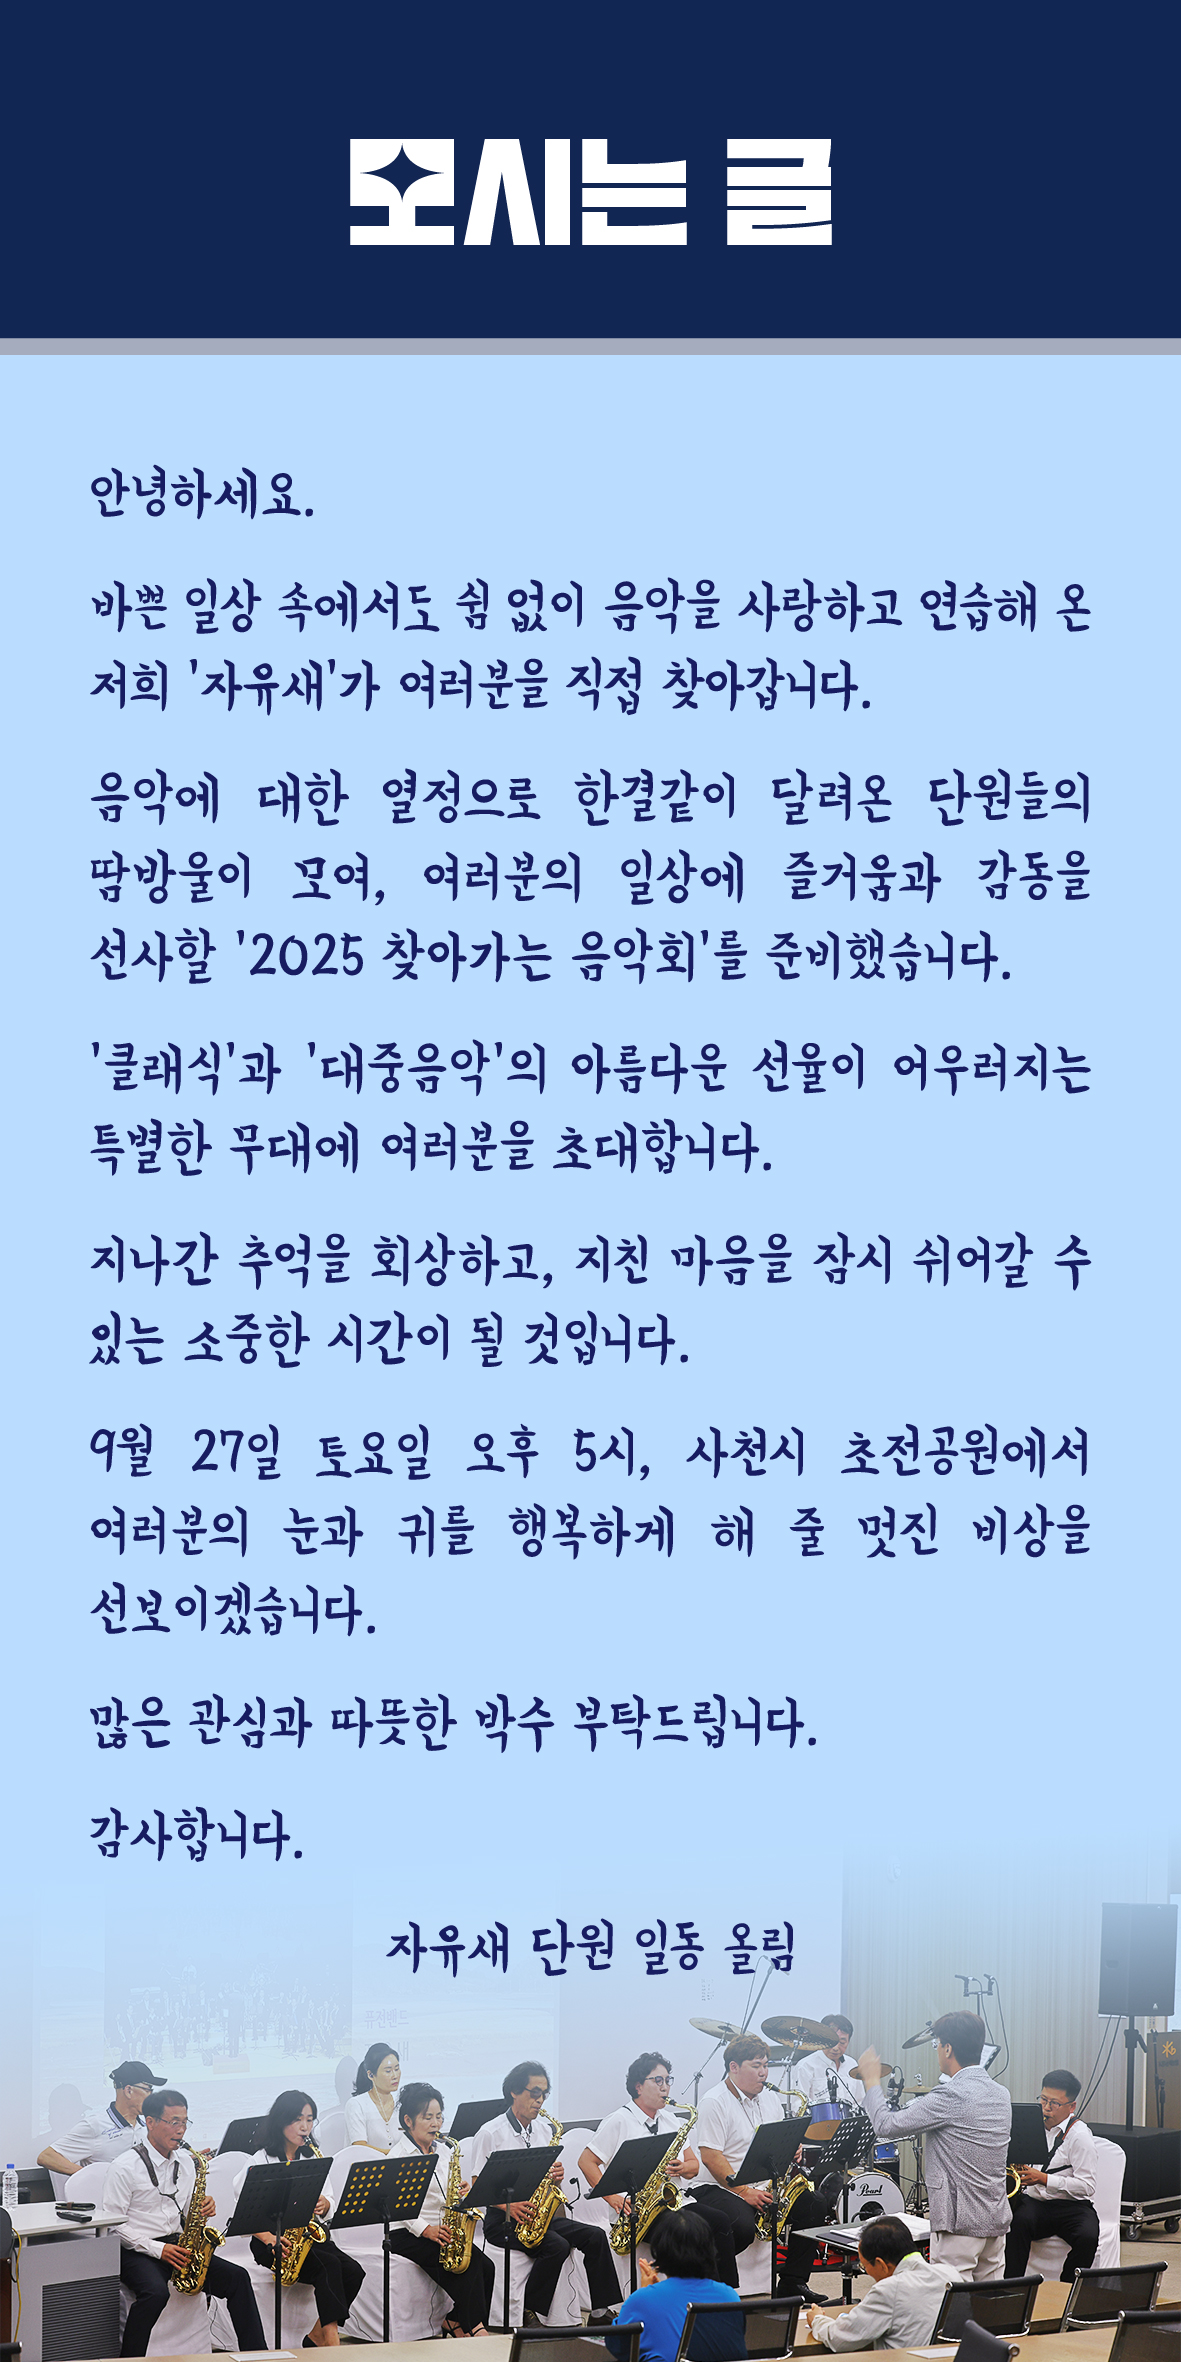 모시는 글
안녕하세요.
바쁜 일상 속에서도 쉼 없이 음악을 사랑하고 연습해 온
저희 '자유새'가 여러분을 직접 찾아갑니다.
음악에 대한 열정으로 한결같이 달려온 단원들의
땀방울이 모여, 여러분의 일상에 즐거움과 감동을
선사할 '2025 찾아가는 음악회'를 준비했습니다.
'클래식'과 '대중음악'의 아름다운 선율이 어우러지는
특별한 무대에 여러분을 초대합니다.
지나간 추억을 회상하고, 지친 마음을 잠시 쉬어갈 수
있는 소중한 시간이 될 것입니다.
9월 27일 토요일 오후 5시, 사천시 초전공원에서
여러분의 눈과 귀를 행복하게 해 줄 멋진 비상을
선보이겠습니다.
많은 관심과 따뜻한 박수 부탁드립니다.
감사합니다.
자유새 단원 일동 올림
Pearl